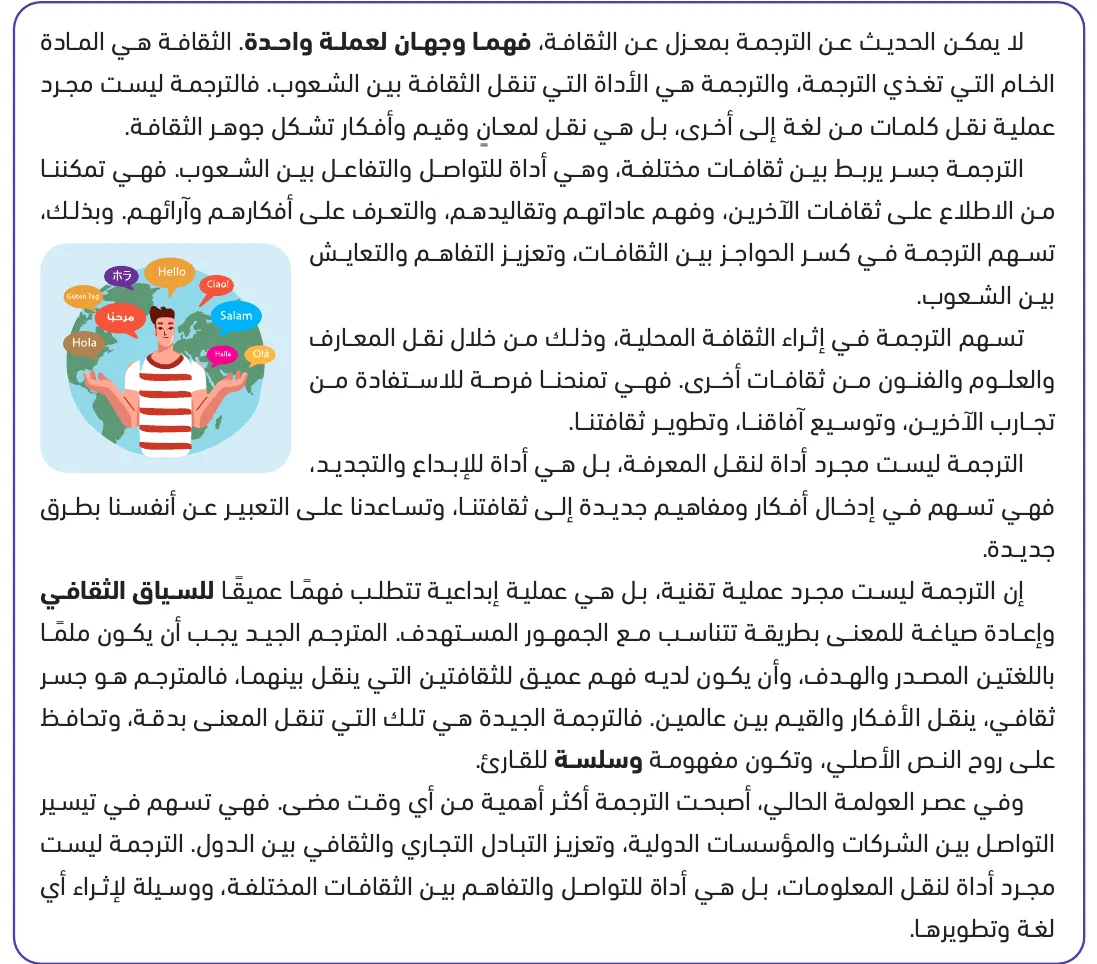 لا يمكن الحديث عن الترجمة بمعزل عن الثقافة، فهما وجهان لعملة واحدة. الثقافة هي المادة
الخام التي تغذي الترجمة، والترجمة هي الأداة التي تنقل الثقافة بين الشعوب. فالترجمة ليست مجرد
عملية نقل كلمات من لغة إلى أخرى، بل هي نقل لمعانٍ وقيم وأفكار تشكل جوهر الثقافة.
الترجمة جسر يربط بين ثقافات مختلفة، وهي أداة للتواصل والتفاعل بين الشعوب. فهي تمكننا
من الاطلاع على ثقافات الآخرين، وفهم عاداتهم وتقاليدهم، والتعرف على أفكارهم وآرائهم. وبذلك،
تسهم الترجمة في كسر الحواجز بين الثقافات، وتعزيز التفاهم والتعايش
بين الشعوب.
تسهم الترجمة في إثراء الثقافة المحلية، وذلك من خلال نقل المعارف
والعلوم والفنون من ثقافات أخرى. فهي تمنحنا فرصة للاستفادة من
تجارب الآخرين، وتوسيع آفاقنا، وتطوير ثقافتنا.
الترجمة ليست مجرد أداة لنقل المعرفة، بل هي أداة للإبداع والتجديد،
فهي تسهم في إدخال أفكار ومفاهيم جديدة إلى ثقافتنا، وتساعدنا على التعبير عن أنفسنا بطرق
جديدة.
إن الترجمة ليست مجرد عملية تقنية، بل هي عملية إبداعية تتطلب فهمًا عميقًا للسياق الثقافي
وإعادة صياغة للمعنى بطريقة تتناسب مع الجمهور المستهدف. المترجم الجيد يجب أن يكون ملمًا
باللغتين المصدر والهدف، وأن يكون لديه فهم عميق للثقافتين التي ينقل بينهما، فالمترجم هو جسر
ثقافي، ينقل الأفكار والقيم بين عالمين. فالترجمة الجيدة هي تلك التي تنقل المعنى بدقة، وتحافظ
على روح النص الأصلي، وتكون مفهومة وسلسة للقارئ.
وفي عصر العولمة الحالي، أصبحت الترجمة أكثر أهمية من أي وقت مضى. فهي تسهم في تيسير
التواصل بين الشركات والمؤسسات الدولية، وتعزيز التبادل التجاري والثقافي بين الدول. الترجمة ليست
مجرد أداة لنقل المعلومات، بل هي أداة للتواصل والتفاهم بين الثقافات المختلفة، ووسيلة لإثراء أي
لغة وتطويرها.
ホラ
Hello
Ciao!
Guten Tag
مرحبًا
Salam
Hola
Halla
Olá